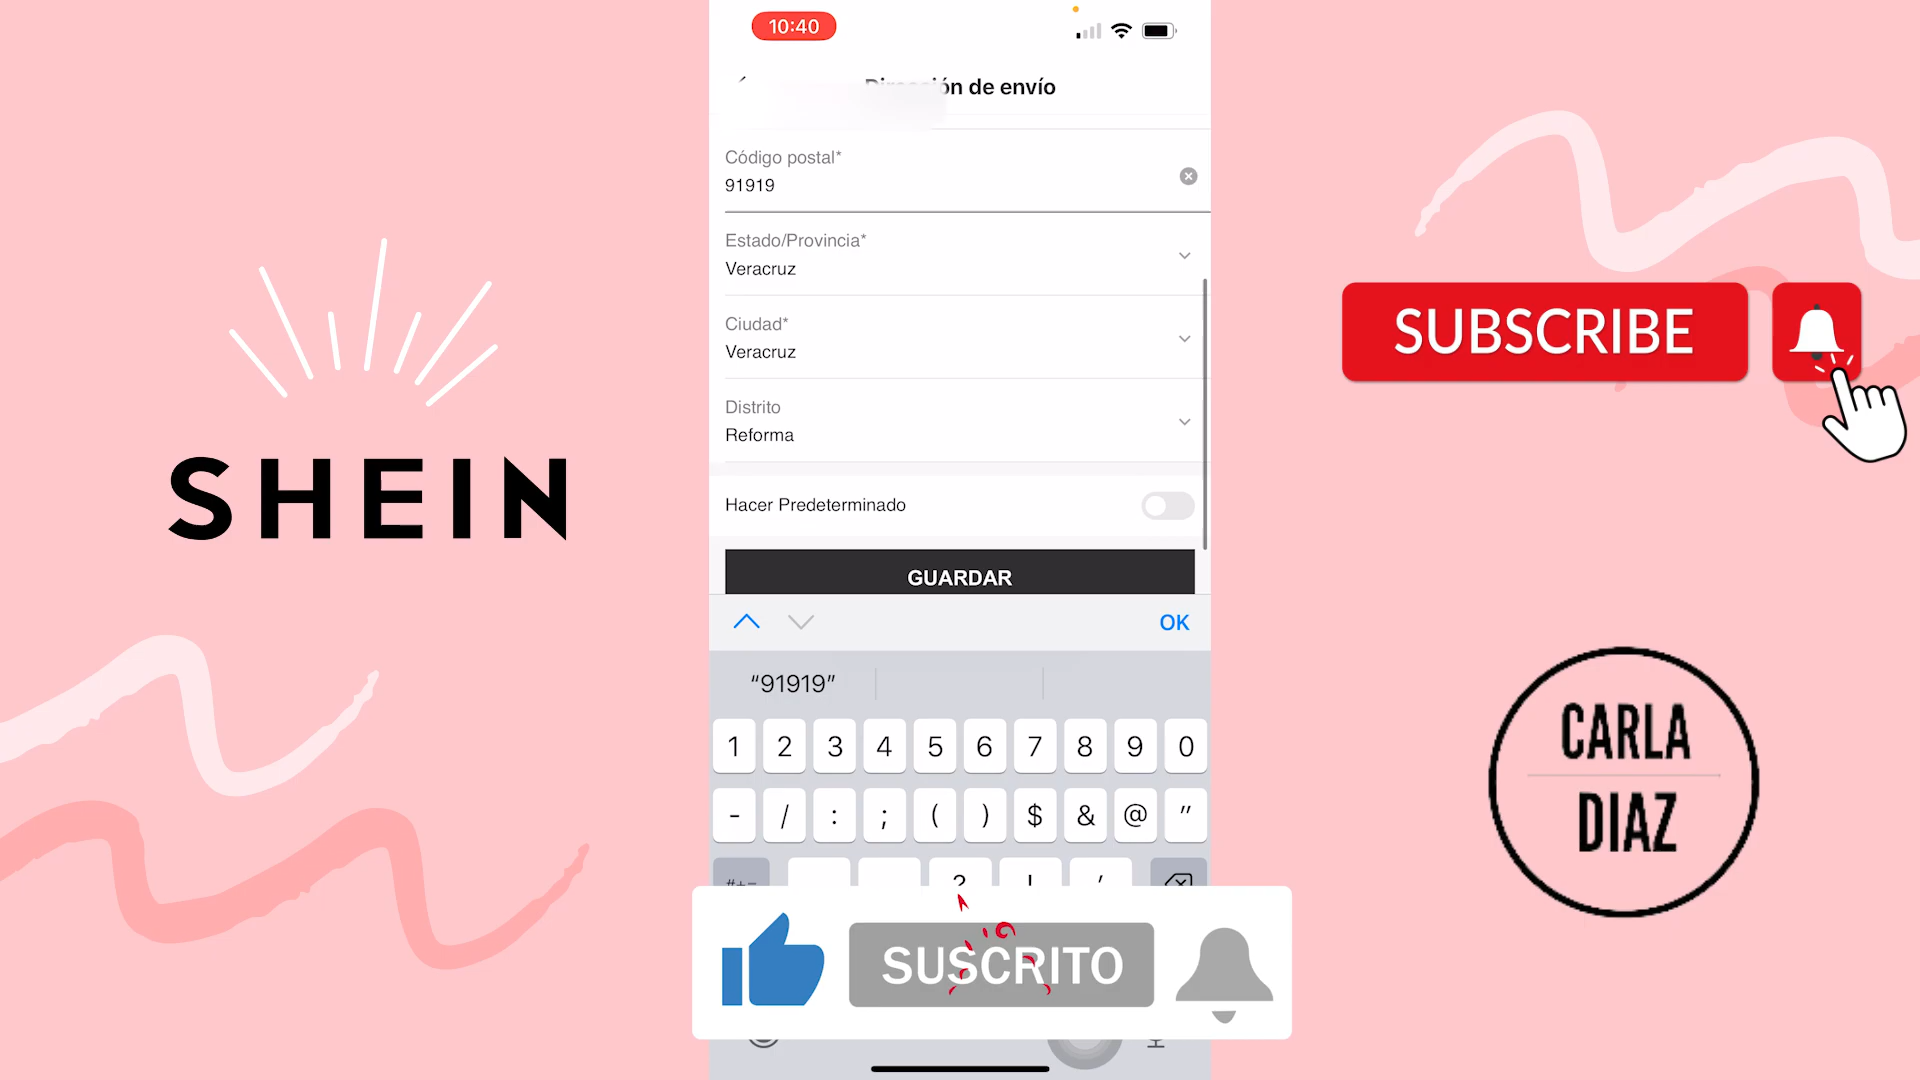 10:40
Dirección de envío
Código postal*
91919
Estado/Provincia*
Veracruz
Ciudad*
Veracruz
Distrito
Reforma
Hacer Predeterminado
GUARDAR
OK
“91919”
1 2 3 4 5 6 7 8 9 0
- / : ; ( ) $ & @ "
#+= ? ! '
SUSCRITO
SHEIN
SUBSCRIBE
CARLA
DIAZ